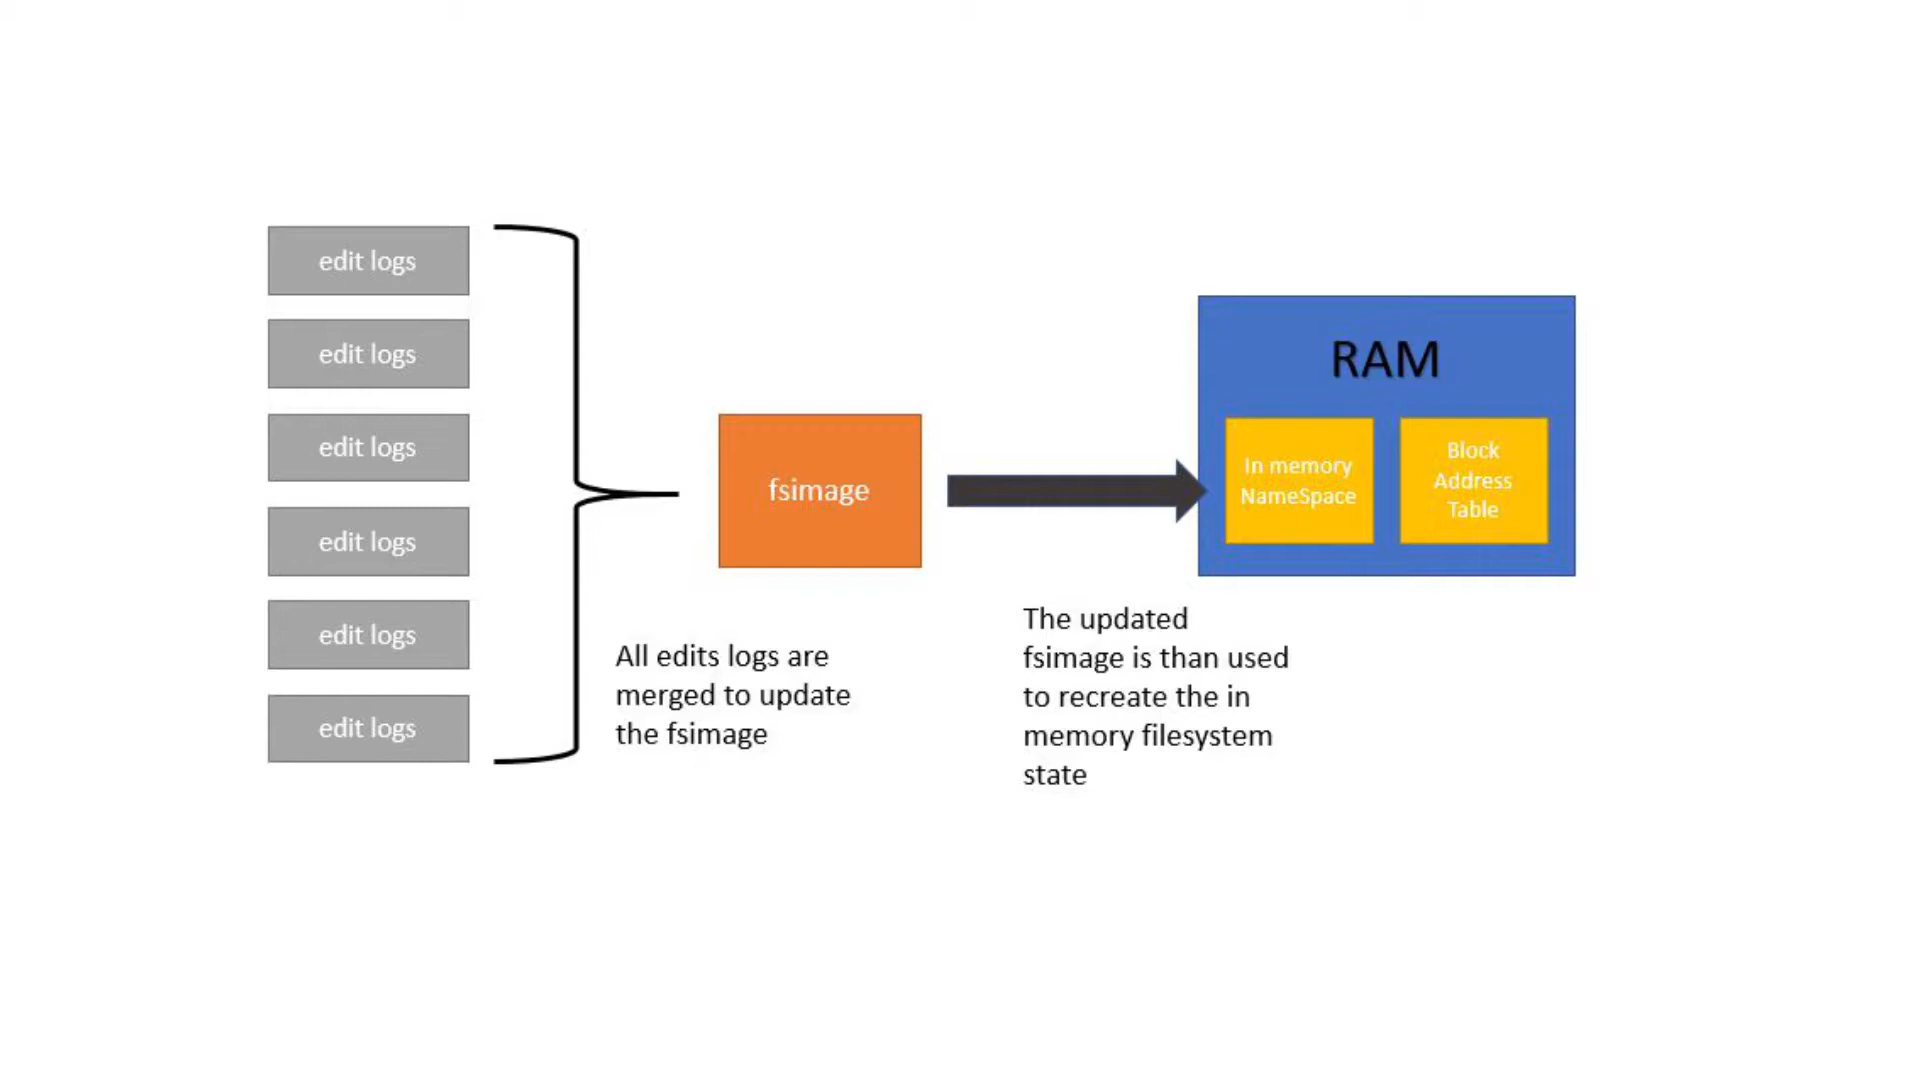 edit logs
edit logs
edit logs
edit logs
edit logs
edit logs
fsimage
All edits logs are
merged to update
the fsimage
RAM
In memory
NameSpace
Block
Address
Table
The updated
fsimage is than used
to recreate the in
memory filesystem
state